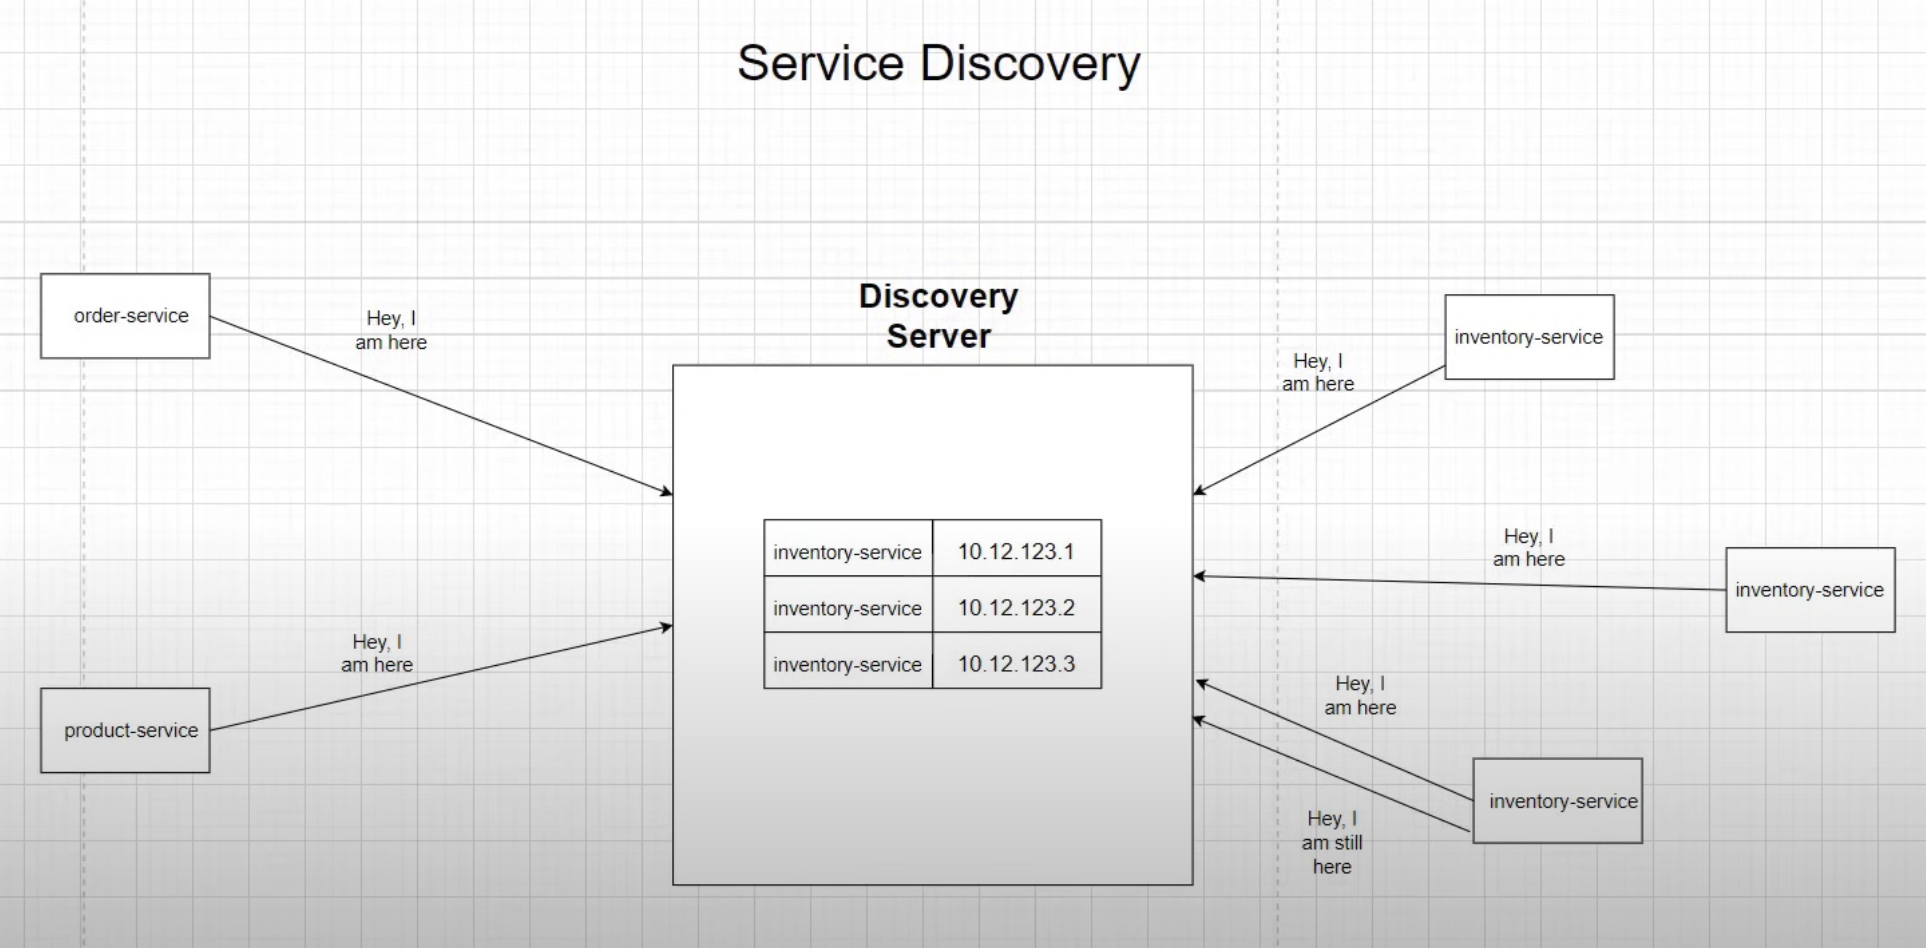 Service Discovery
order-service
Hey, I
am here
Discovery
Server
Hey, I
am here
inventory-service
inventory-service 10.12.123.1
inventory-service 10.12.123.2
inventory-service 10.12.123.3
Hey, I
am here
inventory-service
Hey, I
am here
product-service
Hey, I
am here
inventory-service
Hey, I
am still
here